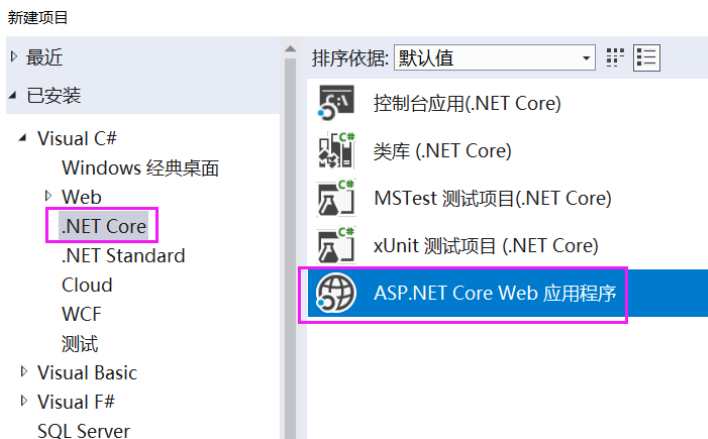 新建项目
最近
已安装
Visual C#
Windows 经典桌面
Web
.NET Core
.NET Standard
Cloud
WCF
测试
Visual Basic
Visual F#
SQL Server
排序依据: 默认值
控制台应用(.NET Core)
类库 (.NET Core)
MSTest 测试项目(.NET Core)
xUnit 测试项目 (.NET Core)
ASP.NET Core Web 应用程序